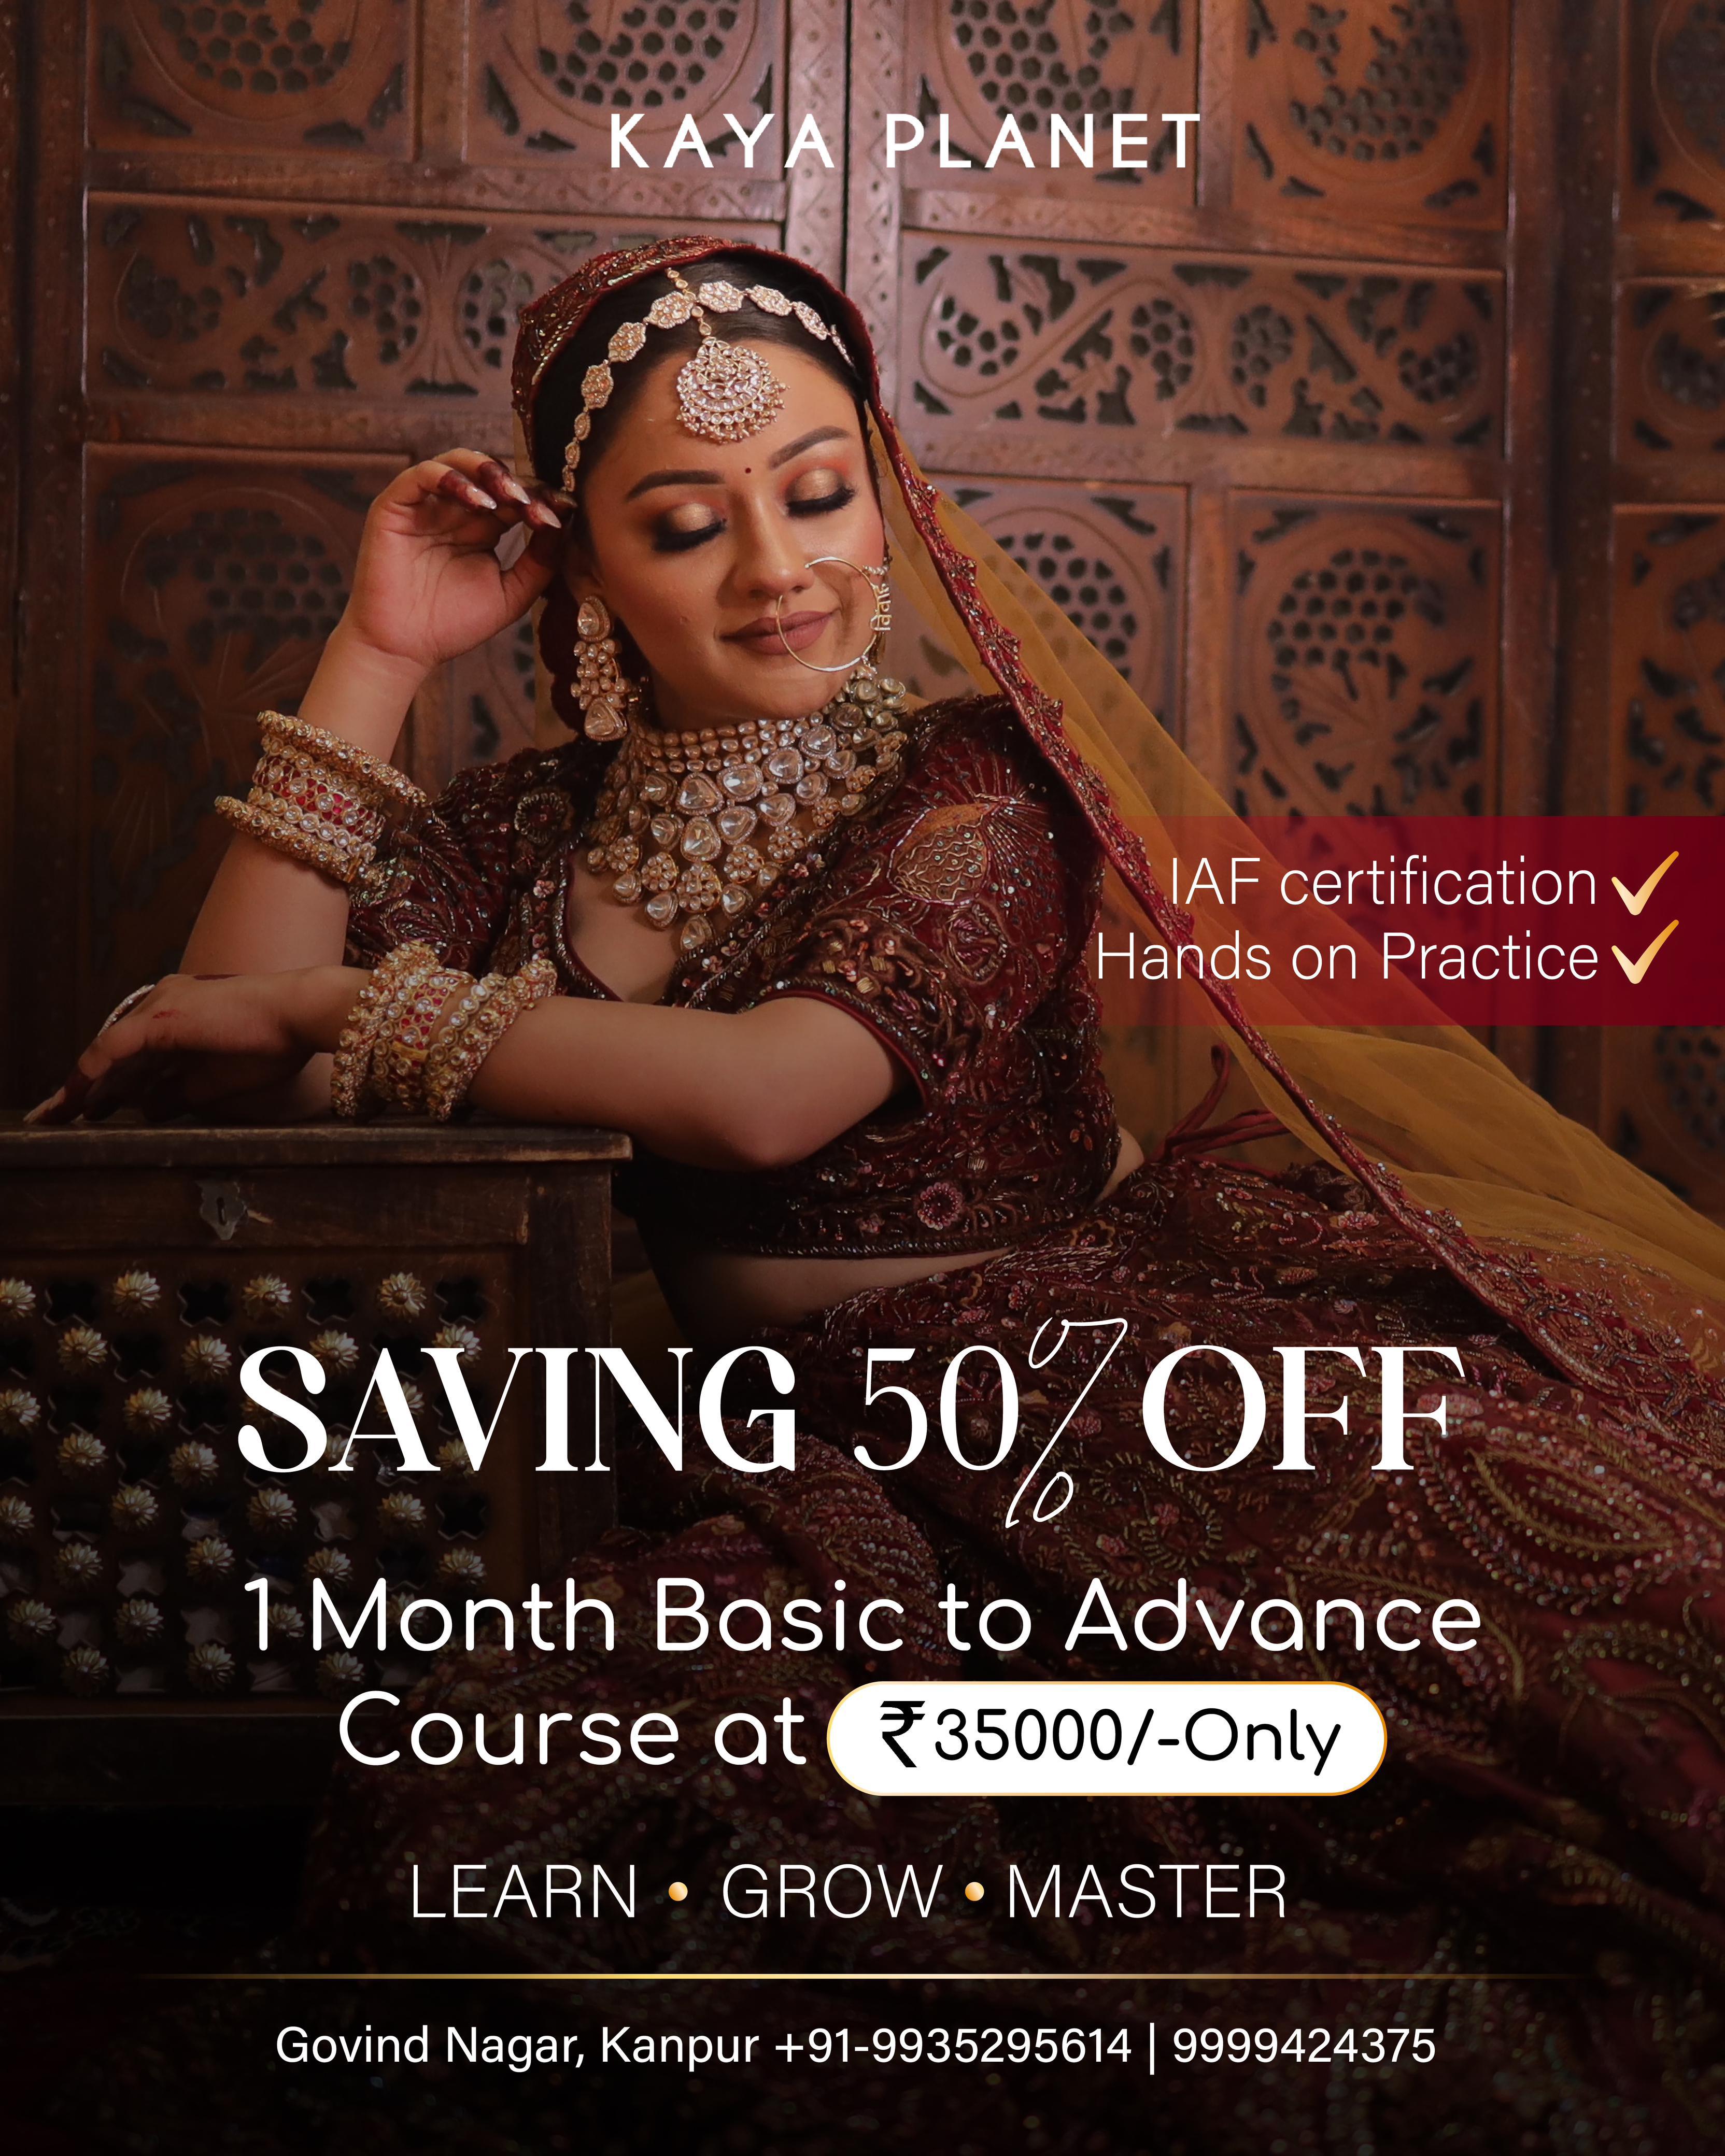 KAYA PLANET
विवाह
IAF certification
Hands on Practice
SAVING 50% OFF
1 Month Basic to Advance
Course at ₹35000/-Only
LEARN • GROW • MASTER
Govind Nagar, Kanpur +91-9935295614 | 9999424375